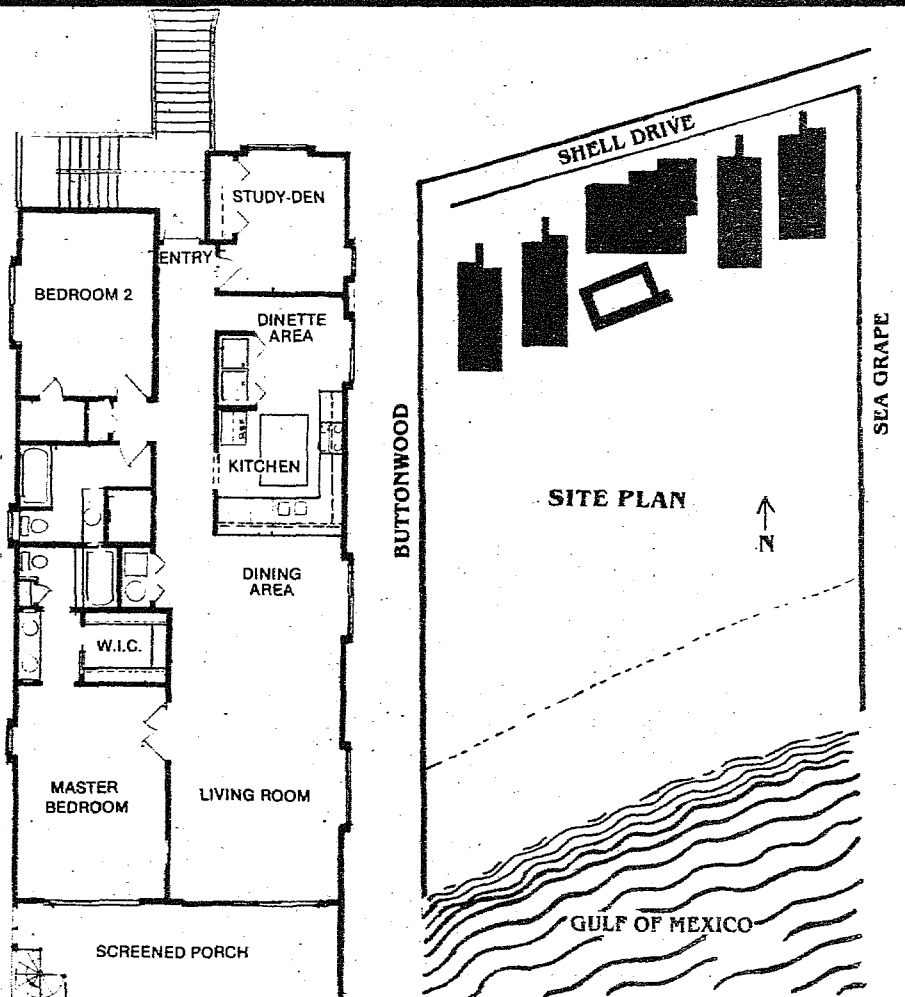 STUDY-DEN
ENTRY
BEDROOM 2
DINETTE
AREA
KITCHEN
DINING
AREA
W.I.C.
MASTER
BEDROOM
LIVING ROOM
SCREENED PORCH
SHELL DRIVE
BUTTONWOOD
SEA GRAPE
SITE PLAN
N
GULF OF MEXICO